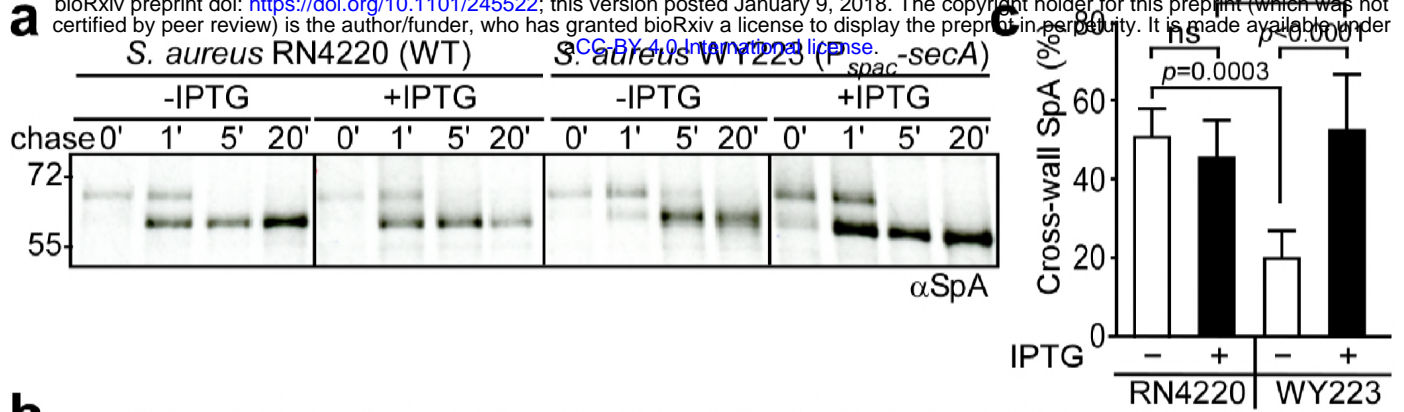 bioRxiv preprint doi: https://doi.org/10.1101/245522; this version posted January 9, 2018. The copyright holder for this preprint (which was not
certified by peer review) is the author/funder, who has granted bioRxiv a license to display the preprint in perpetuity. It is made available under
aCC-BY 4.0 International license.
a
S. aureus RN4220 (WT) S. aureus WY223 (Pspac-secA)
-IPTG +IPTG -IPTG +IPTG
chase 0' 1' 5' 20' 0' 1' 5' 20' 0' 1' 5' 20' 0' 1' 5' 20'
72
55
αSpA
c
Cross-wall SpA (%)
80
60
40
20
0
ns p<0.0001
p=0.0003
IPTG − + − +
RN4220 WY223
b